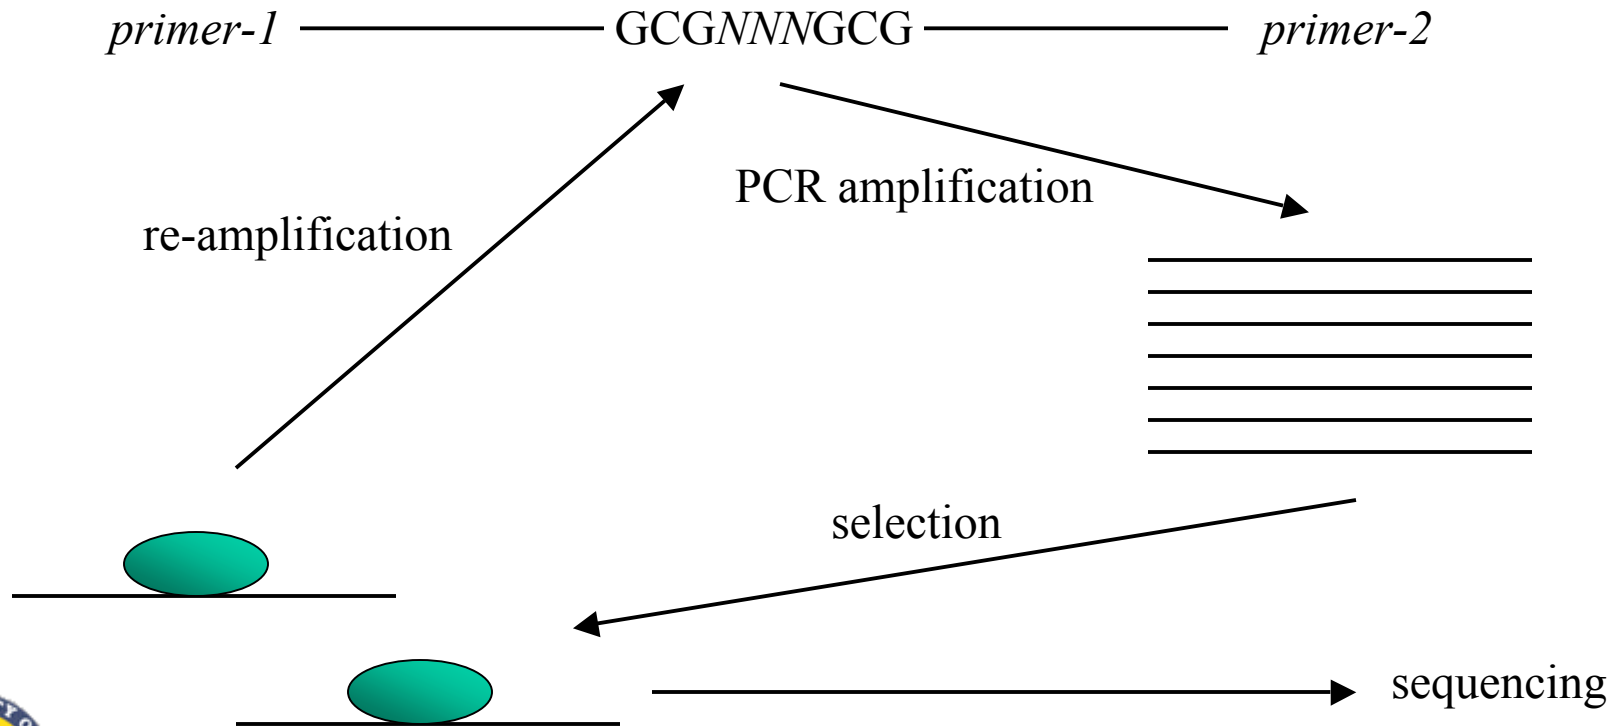 primer-1 GCGNNNGCG primer-2
PCR amplification
re-amplification
selection
sequencing